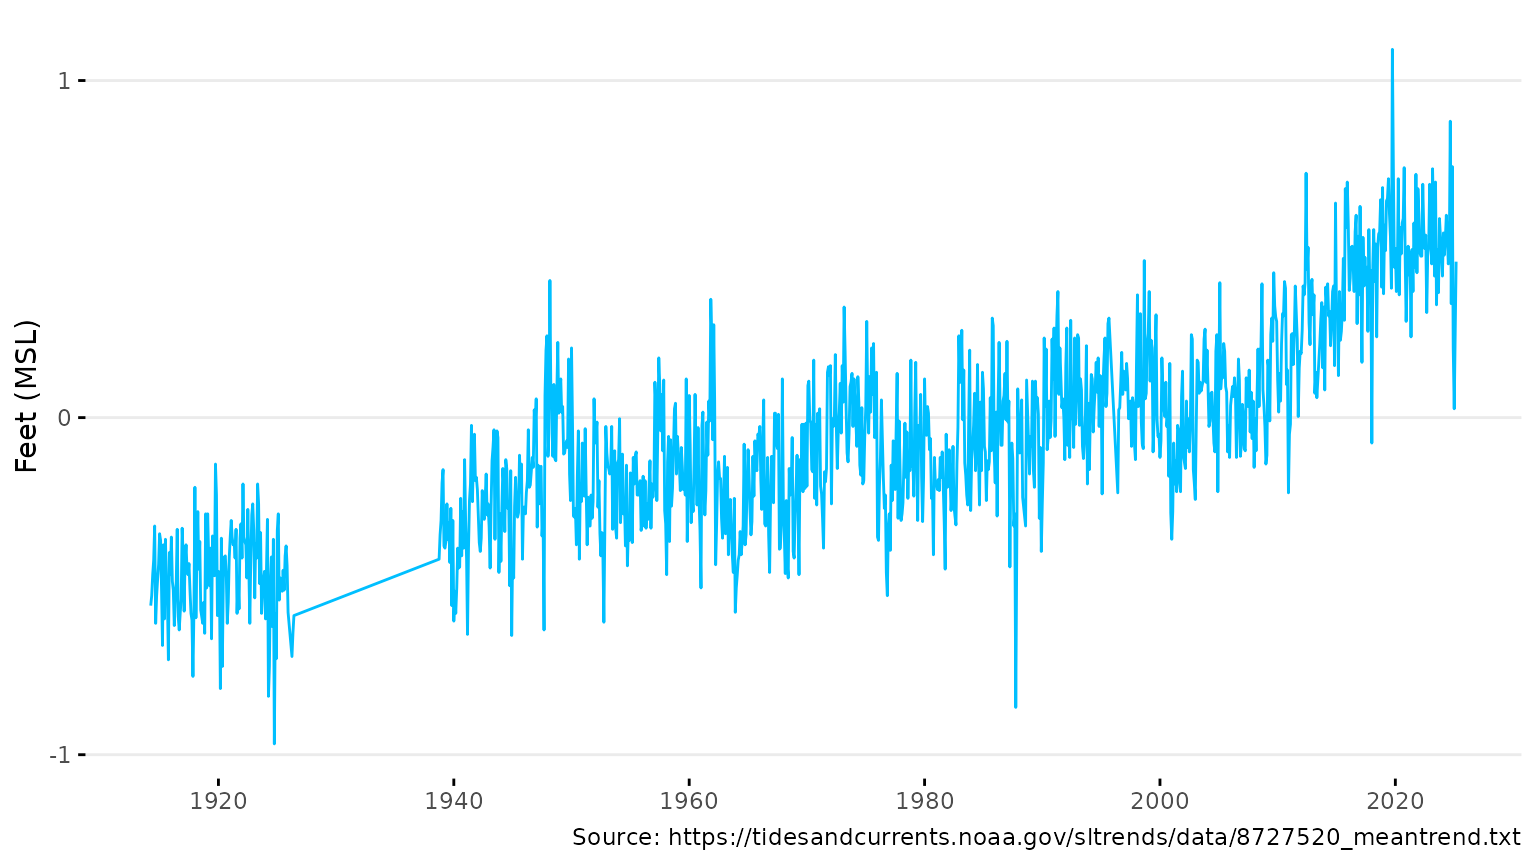 Feet (MSL)
1
0
-1
1920 1940 1960 1980 2000 2020
Source: https://tidesandcurrents.noaa.gov/sltrends/data/8727520_meantrend.txt